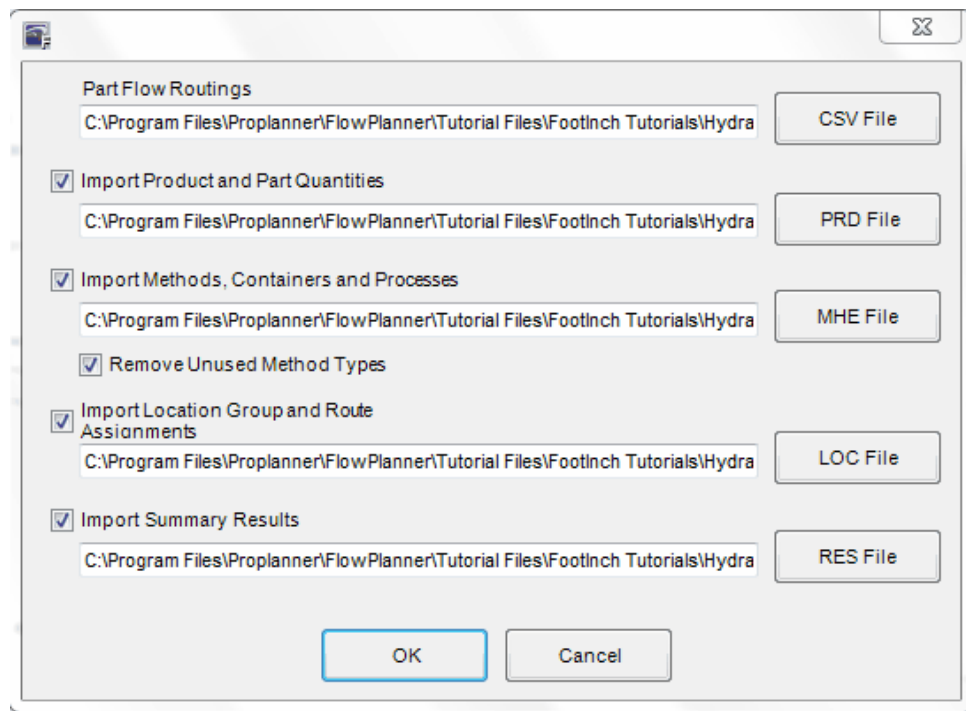 Part Flow Routings
C:\Program Files\Proplanner\FlowPlanner\Tutorial Files\FootInch Tutorials\Hydra
CSV File
Import Product and Part Quantities
C:\Program Files\Proplanner\FlowPlanner\Tutorial Files\FootInch Tutorials\Hydra
PRD File
Import Methods, Containers and Processes
C:\Program Files\Proplanner\FlowPlanner\Tutorial Files\FootInch Tutorials\Hydra
MHE File
Remove Unused Method Types
Import Location Group and Route
Assignments
C:\Program Files\Proplanner\FlowPlanner\Tutorial Files\FootInch Tutorials\Hydra
LOC File
Import Summary Results
C:\Program Files\Proplanner\FlowPlanner\Tutorial Files\FootInch Tutorials\Hydra
RES File
OK
Cancel